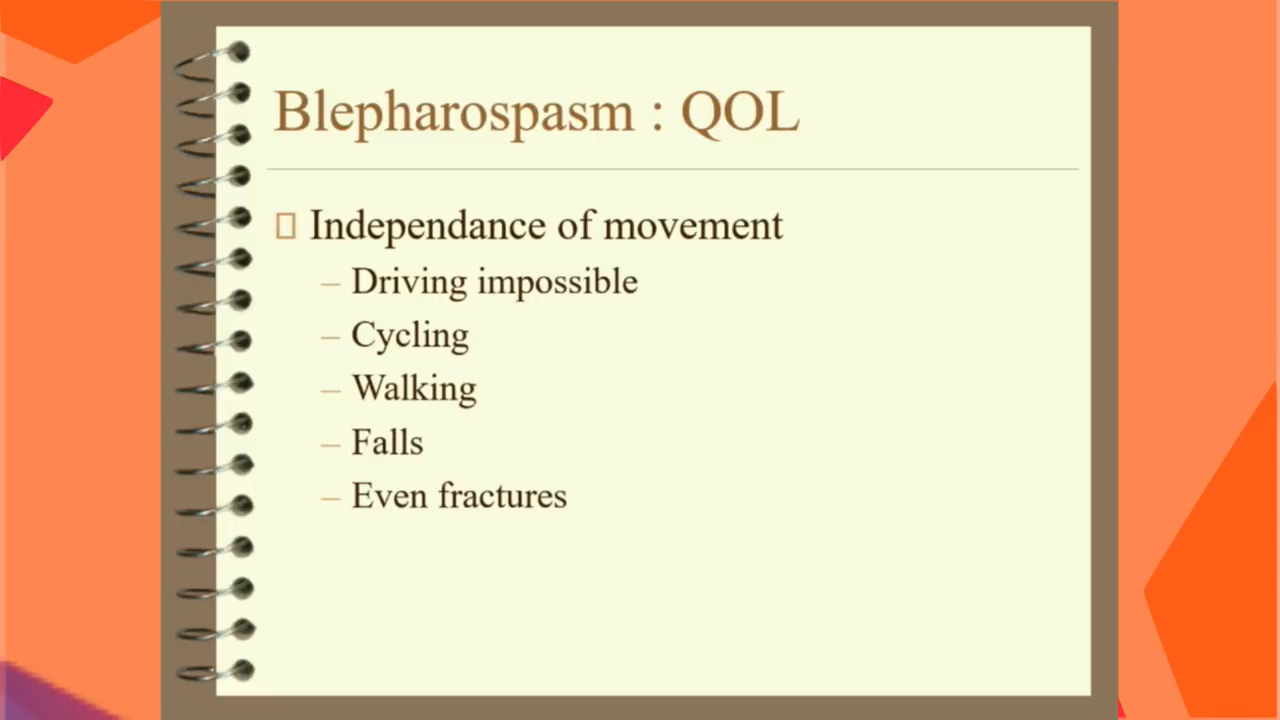 Blepharospasm : QOL
Independance of movement
– Driving impossible
– Cycling
– Walking
– Falls
– Even fractures